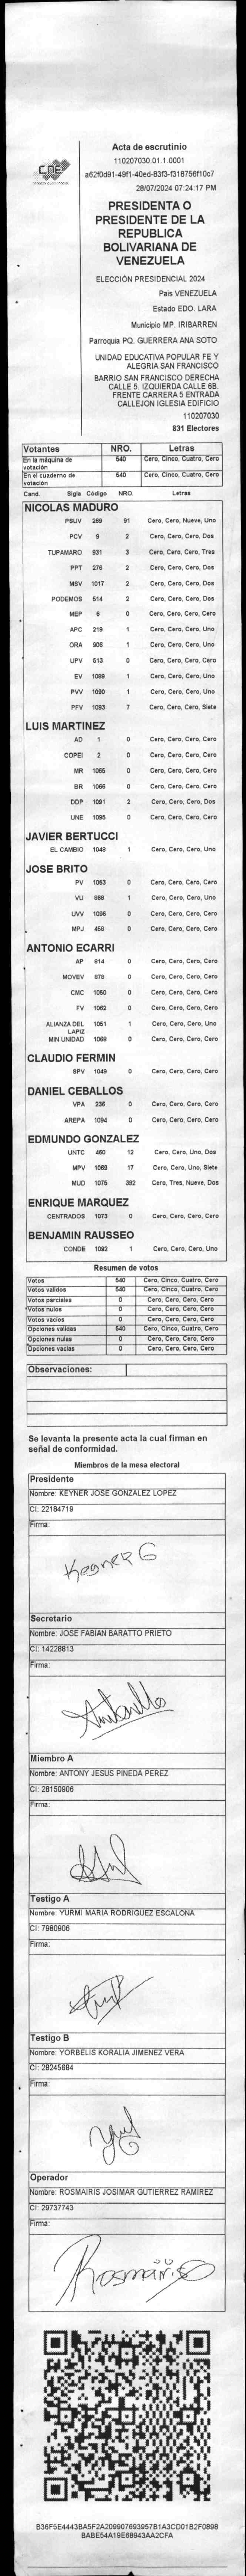 Acta de escrutinio
110207030.01.1.0001
a62f0d91-49f1-40ed-83f3-f318756f10c7
28/07/2024 07:24:17 PM
CNE
PRESIDENTA O
PRESIDENTE DE LA
REPUBLICA
BOLIVARIANA DE
VENEZUELA
ELECCIÓN PRESIDENCIAL 2024
Pais VENEZUELA
Estado EDO. LARA
Municipio MP. IRIBARREN
Parroquia PQ. GUERRERA ANA SOTO
UNIDAD EDUCATIVA POPULAR FE Y
ALEGRIA SAN FRANCISCO
BARRIO SAN FRANCISCO DERECHA
CALLE 5. IZQUIERDA CALLE 6B.
FRENTE CARRERA 5 ENTRADA
CALLEJON IGLESIA EDIFICIO
110207030
831 Electores
Votantes NRO. Letras
En la máquina de votación 540 Cero, Cinco, Cuatro, Cero
En el cuaderno de votación 540 Cero, Cinco, Cuatro, Cero
Cand. Sigla Código NRO. Letras
NICOLAS MADURO
PSUV 269 91 Cero, Cero, Nueve, Uno
PCV 9 2 Cero, Cero, Cero, Dos
TUPAMARO 931 3 Cero, Cero, Cero, Tres
PPT 276 2 Cero, Cero, Cero, Dos
MSV 1017 2 Cero, Cero, Cero, Dos
PODEMOS 514 2 Cero, Cero, Cero, Dos
MEP 6 0 Cero, Cero, Cero, Cero
APC 219 1 Cero, Cero, Cero, Uno
ORA 906 1 Cero, Cero, Cero, Uno
UPV 513 0 Cero, Cero, Cero, Cero
EV 1089 1 Cero, Cero, Cero, Uno
PVV 1090 1 Cero, Cero, Cero, Uno
PFV 1093 7 Cero, Cero, Cero, Siete
LUIS MARTINEZ
AD 1 0 Cero, Cero, Cero, Cero
COPEI 2 0 Cero, Cero, Cero, Cero
MR 1065 0 Cero, Cero, Cero, Cero
BR 1066 0 Cero, Cero, Cero, Cero
DDP 1091 2 Cero, Cero, Cero, Dos
UNE 1095 0 Cero, Cero, Cero, Cero
JAVIER BERTUCCI
EL CAMBIO 1048 1 Cero, Cero, Cero, Uno
JOSE BRITO
PV 1053 0 Cero, Cero, Cero, Cero
VU 868 1 Cero, Cero, Cero, Uno
UVV 1096 0 Cero, Cero, Cero, Cero
MPJ 458 0 Cero, Cero, Cero, Cero
ANTONIO ECARRI
AP 814 0 Cero, Cero, Cero, Cero
MOVEV 878 0 Cero, Cero, Cero, Cero
CMC 1050 0 Cero, Cero, Cero, Cero
FV 1062 0 Cero, Cero, Cero, Cero
ALIANZA DEL LAPIZ 1051 1 Cero, Cero, Cero, Uno
MIN UNIDAD 1068 0 Cero, Cero, Cero, Cero
CLAUDIO FERMIN
SPV 1049 0 Cero, Cero, Cero, Cero
DANIEL CEBALLOS
VPA 236 0 Cero, Cero, Cero, Cero
AREPA 1094 0 Cero, Cero, Cero, Cero
EDMUNDO GONZALEZ
UNTC 460 12 Cero, Cero, Uno, Dos
MPV 1069 17 Cero, Cero, Uno, Siete
MUD 1075 392 Cero, Tres, Nueve, Dos
ENRIQUE MARQUEZ
CENTRADOS 1073 0 Cero, Cero, Cero, Cero
BENJAMIN RAUSSEO
CONDE 1092 1 Cero, Cero, Cero, Uno
Resumen de votos
Votos 540 Cero, Cinco, Cuatro, Cero
Votos validos 540 Cero, Cinco, Cuatro, Cero
Votos parciales 0 Cero, Cero, Cero, Cero
Votos nulos 0 Cero, Cero, Cero, Cero
Votos vacios 0 Cero, Cero, Cero, Cero
Opciones validas 540 Cero, Cinco, Cuatro, Cero
Opciones nulas 0 Cero, Cero, Cero, Cero
Opciones vacias 0 Cero, Cero, Cero, Cero
Observaciones:
Se levanta la presente acta la cual firman en
señal de conformidad.
Miembros de la mesa electoral
Presidente
Nombre: KEYNER JOSE GONZALEZ LOPEZ
CI: 22184719
Firma:
Keyner G
Secretario
Nombre: JOSE FABIAN BARATTO PRIETO
CI: 14228813
Firma:
Miembro A
Nombre: ANTONY JESUS PINEDA PEREZ
CI: 28150906
Firma:
Testigo A
Nombre: YURMI MARIA RODRIGUEZ ESCALONA
CI: 7980906
Firma:
Testigo B
Nombre: YORBELIS KORALIA JIMENEZ VERA
CI: 26245684
Firma:
Operador
Nombre: ROSMAIRIS JOSIMAR GUTIERREZ RAMIREZ
CI: 29737743
Firma:
Rosmairis
B36F5E4443BA5F2A209907693957B1A3CD01B2F0898
BABE54A19E68943AA2CFA